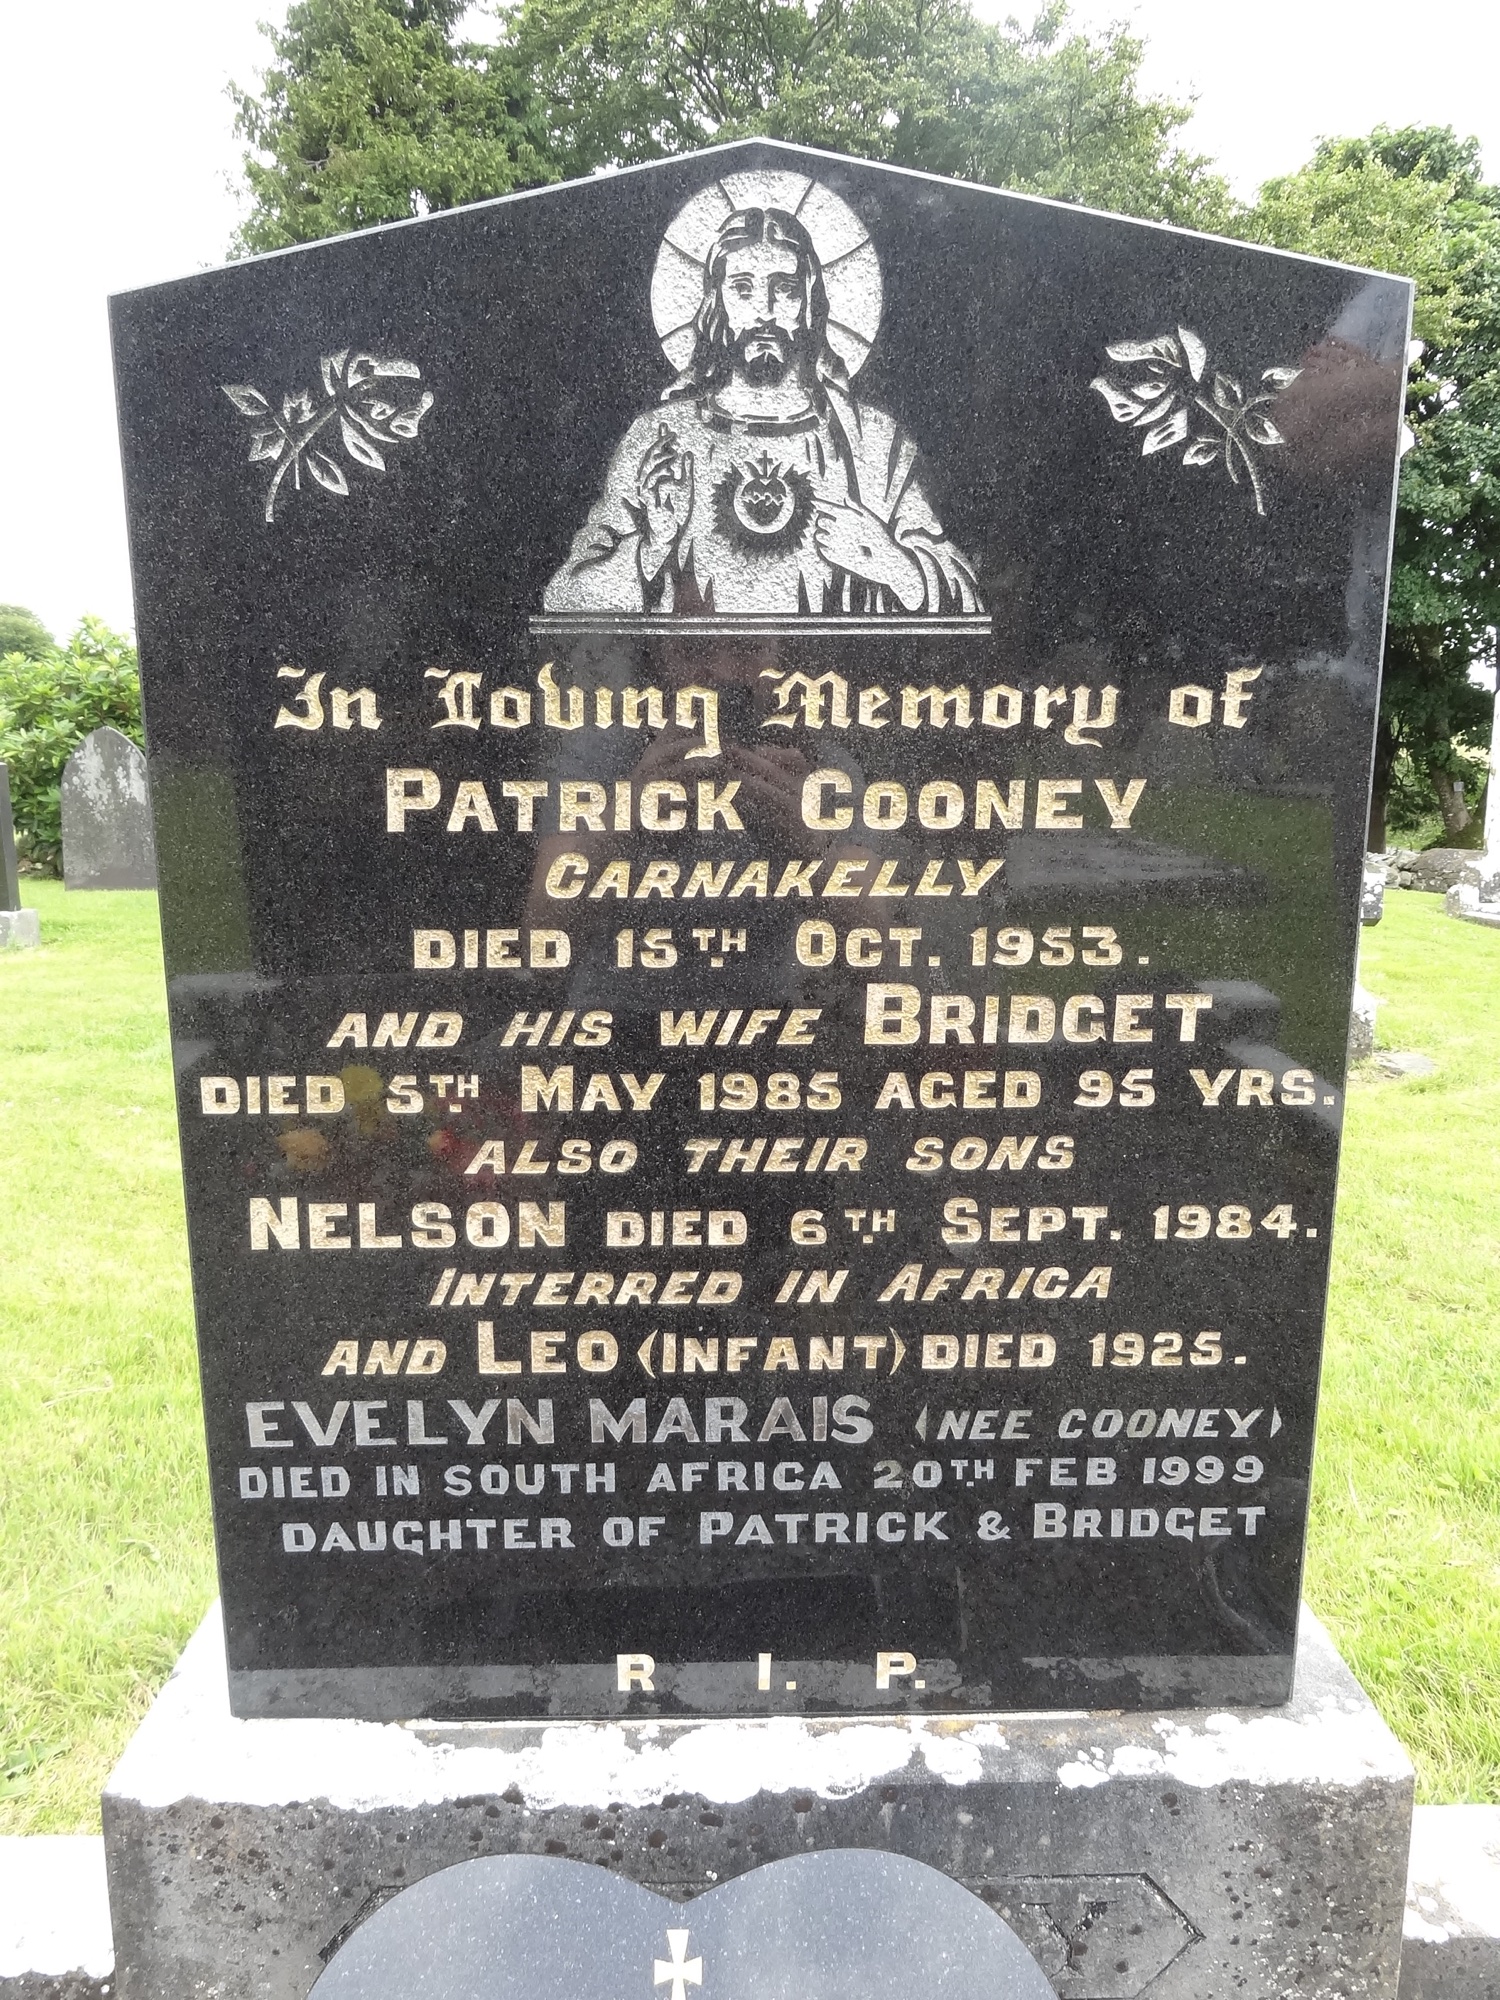 In Loving Memory of
PATRICK COONEY
CARNAKELLY
DIED 15TH OCT. 1953.
AND HIS WIFE BRIDGET
DIED 5TH MAY 1985 AGED 95 YRS.
ALSO THEIR SONS
NELSON DIED 6TH SEPT. 1984.
INTERRED IN AFRICA
AND LEO (INFANT) DIED 1925.
EVELYN MARAIS (NEE COONEY)
DIED IN SOUTH AFRICA 20TH FEB 1999
DAUGHTER OF PATRICK & BRIDGET
R I. P.